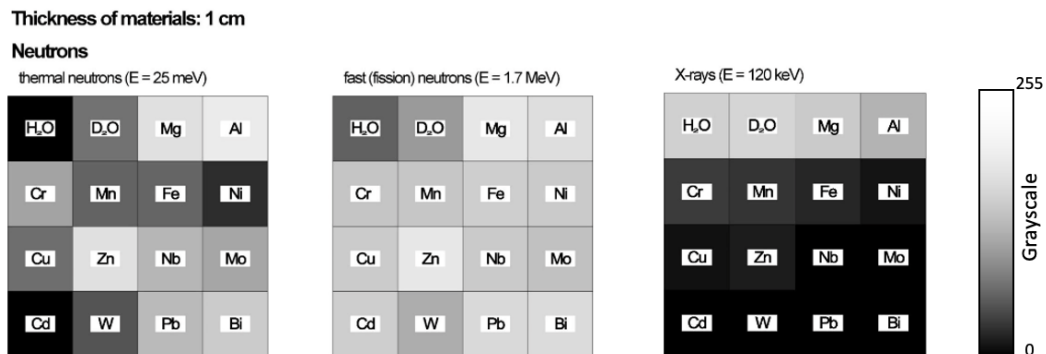 Thickness of materials: 1 cm
Neutrons
thermal neutrons (E = 25 meV)
H₂O D₂O Mg Al
Cr Mn Fe Ni
Cu Zn Nb Mo
Cd W Pb Bi
fast (fission) neutrons (E = 1.7 MeV)
H₂O D₂O Mg Al
Cr Mn Fe Ni
Cu Zn Nb Mo
Cd W Pb Bi
X-rays (E = 120 keV)
H₂O D₂O Mg Al
Cr Mn Fe Ni
Cu Zn Nb Mo
Cd W Pb Bi
255
Grayscale
0